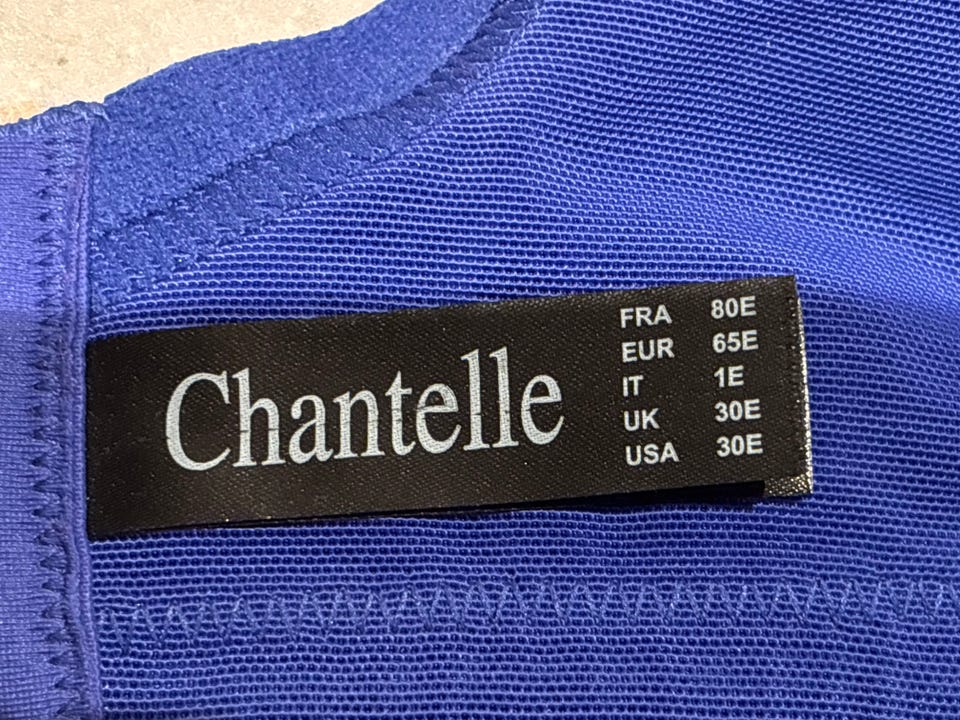 Chantelle
FRA 80E
EUR 65E
IT 1E
UK 30E
USA 30E